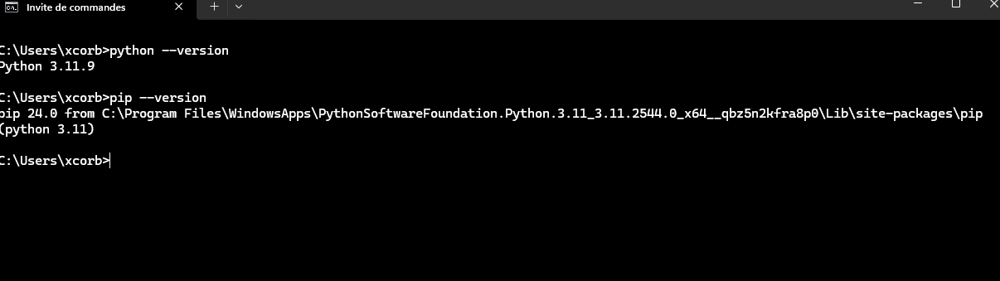 Invite de commandes
C:\Users\xcorb>python --version
Python 3.11.9
C:\Users\xcorb>pip --version
pip 24.0 from C:\Program Files\WindowsApps\PythonSoftwareFoundation.Python.3.11_3.11.2544.0_x64__qbz5n2kfra8p0\Lib\site-packages\pip
(python 3.11)
C:\Users\xcorb>